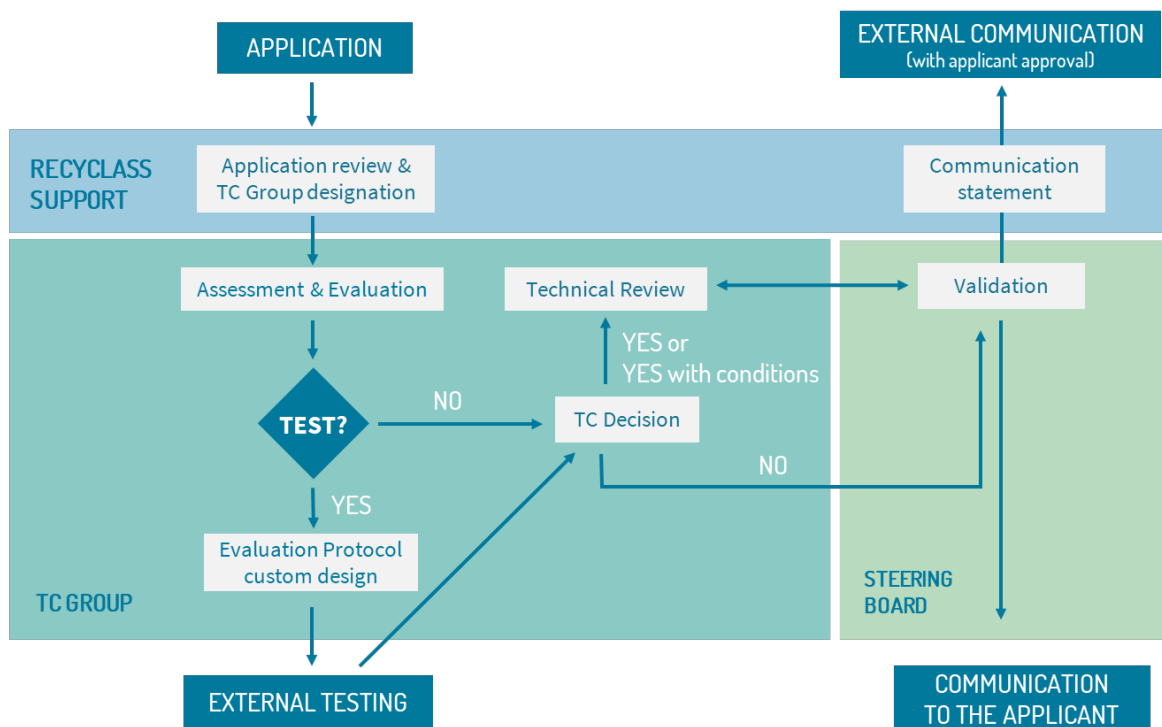 APPLICATION
EXTERNAL COMMUNICATION
(with applicant approval)
RECYCLASS
SUPPORT
Application review &
TC Group designation
Communication
statement
Assessment & Evaluation
Technical Review
Validation
YES or
YES with conditions
TEST?
NO
TC Decision
NO
YES
Evaluation Protocol
custom design
TC GROUP
STEERING
BOARD
EXTERNAL TESTING
COMMUNICATION
TO THE APPLICANT